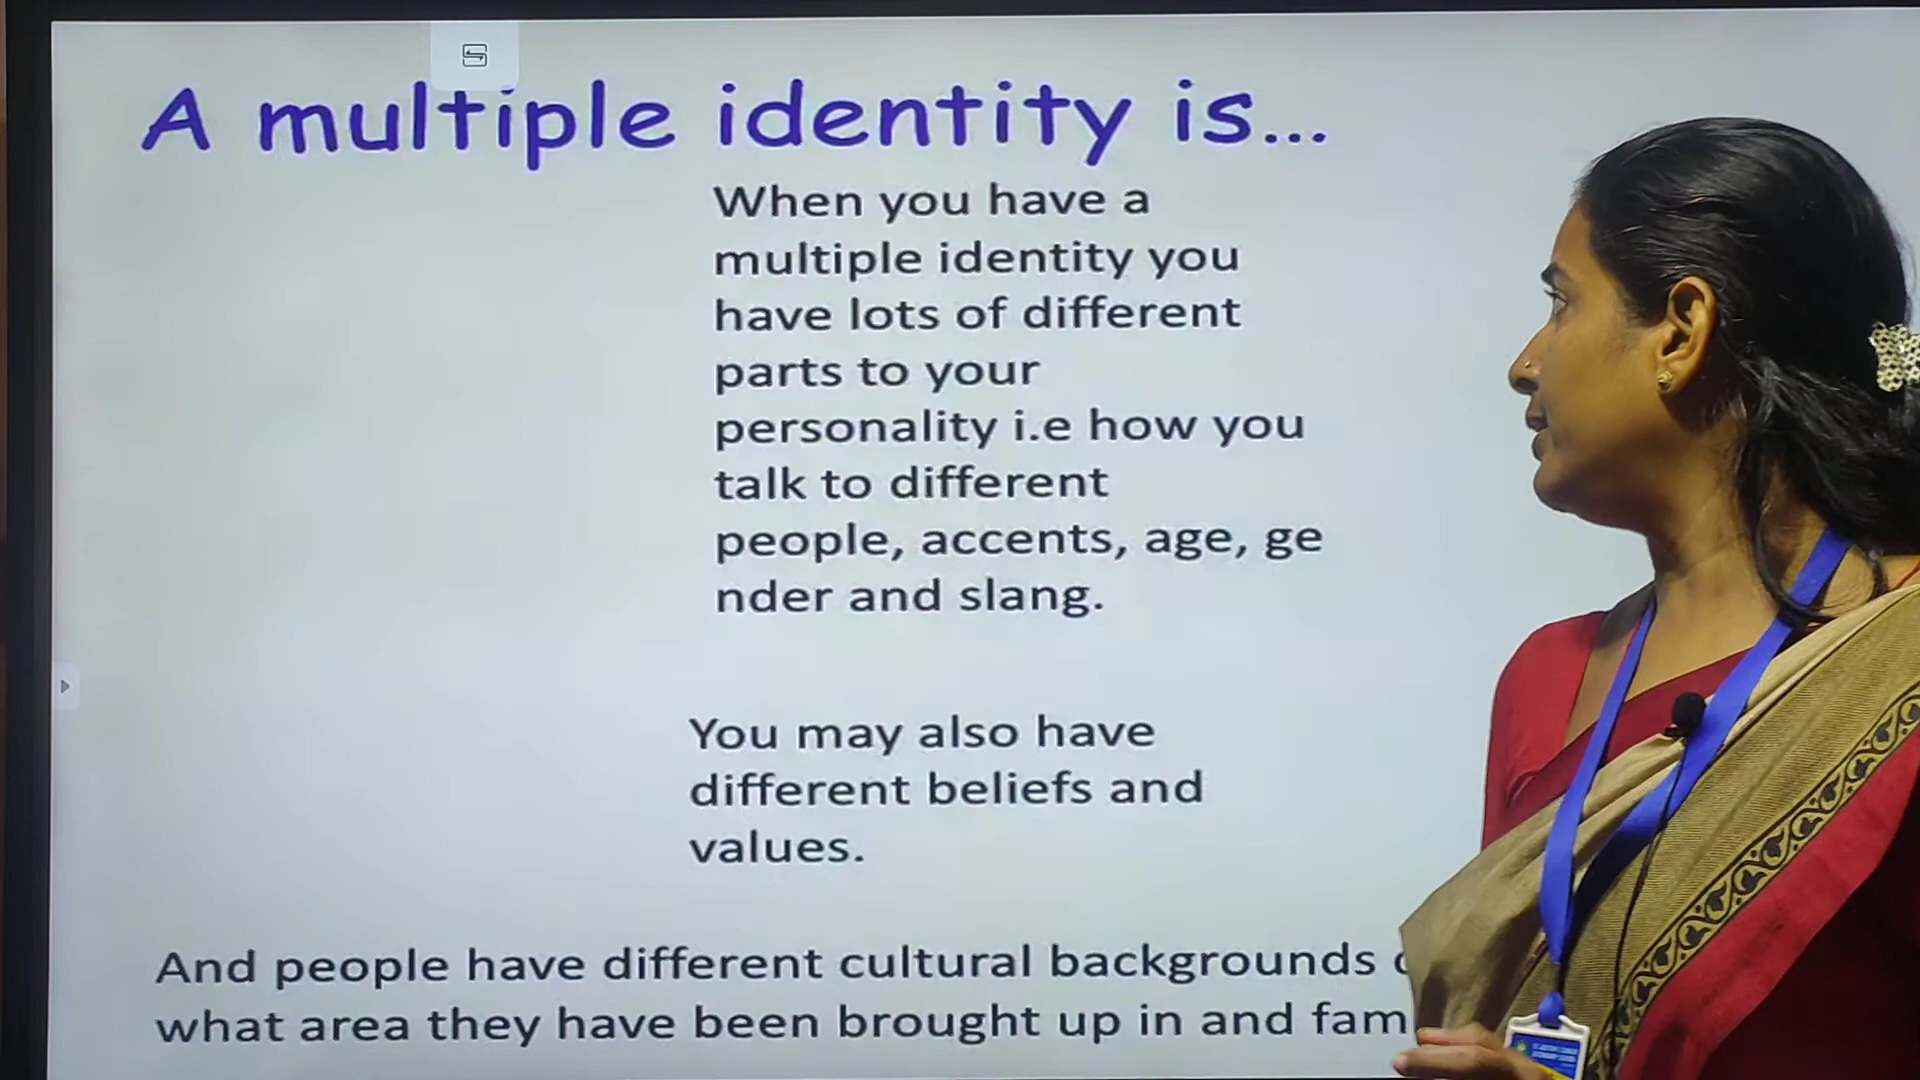 A multiple identity is...
When you have a
multiple identity you
have lots of different
parts to your
personality i.e how you
talk to different
people, accents, age, ge
nder and slang.
You may also have
different beliefs and
values.
And people have different cultural backgrounds
what area they have been brought up in and fam